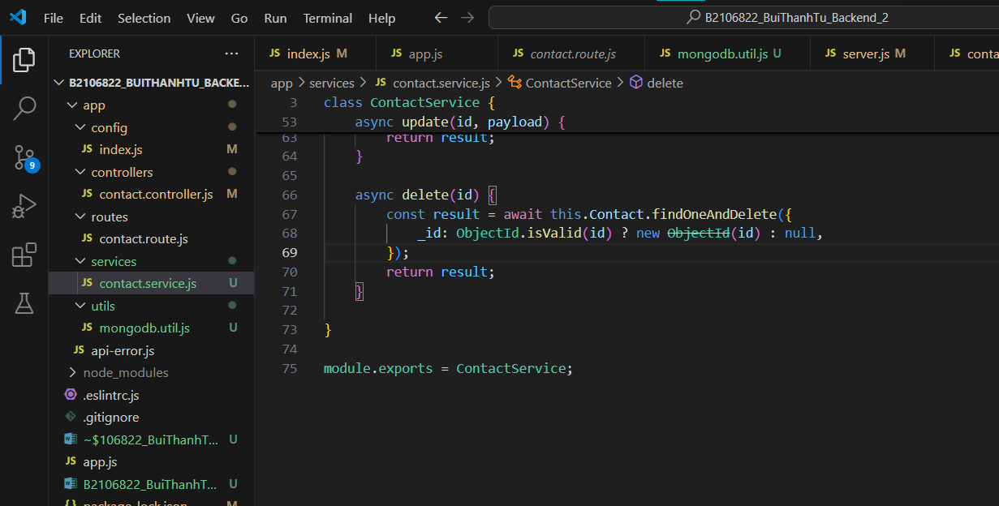 File Edit Selection View Go Run Terminal Help
B2106822_BuiThanhTu_Backend_2
EXPLORER
B2106822_BUITHANHTU_BACKE...
app
config
JS index.js M
controllers
JS contact.controller.js M
routes
JS contact.route.js
services
JS contact.service.js U
utils
JS mongodb.util.js U
JS api-error.js
node_modules
.eslintrc.js
.gitignore
~$106822_BuiThanhT... U
JS app.js
B2106822_BuiThanhT... U
{} package-lock.json M
9
JS index.js M
JS app.js
JS contact.route.js
JS mongodb.util.js U
JS server.js M
JS conta
app > services > JS contact.service.js > ContactService > delete
3 class ContactService {
53 async update(id, payload) {
63 return result;
64 }
65
66 async delete(id) {
67 const result = await this.Contact.findOneAndDelete({
68 _id: ObjectId.isValid(id) ? new ObjectId(id) : null,
69 });
70 return result;
71 }
72
73 }
74
75 module.exports = ContactService;